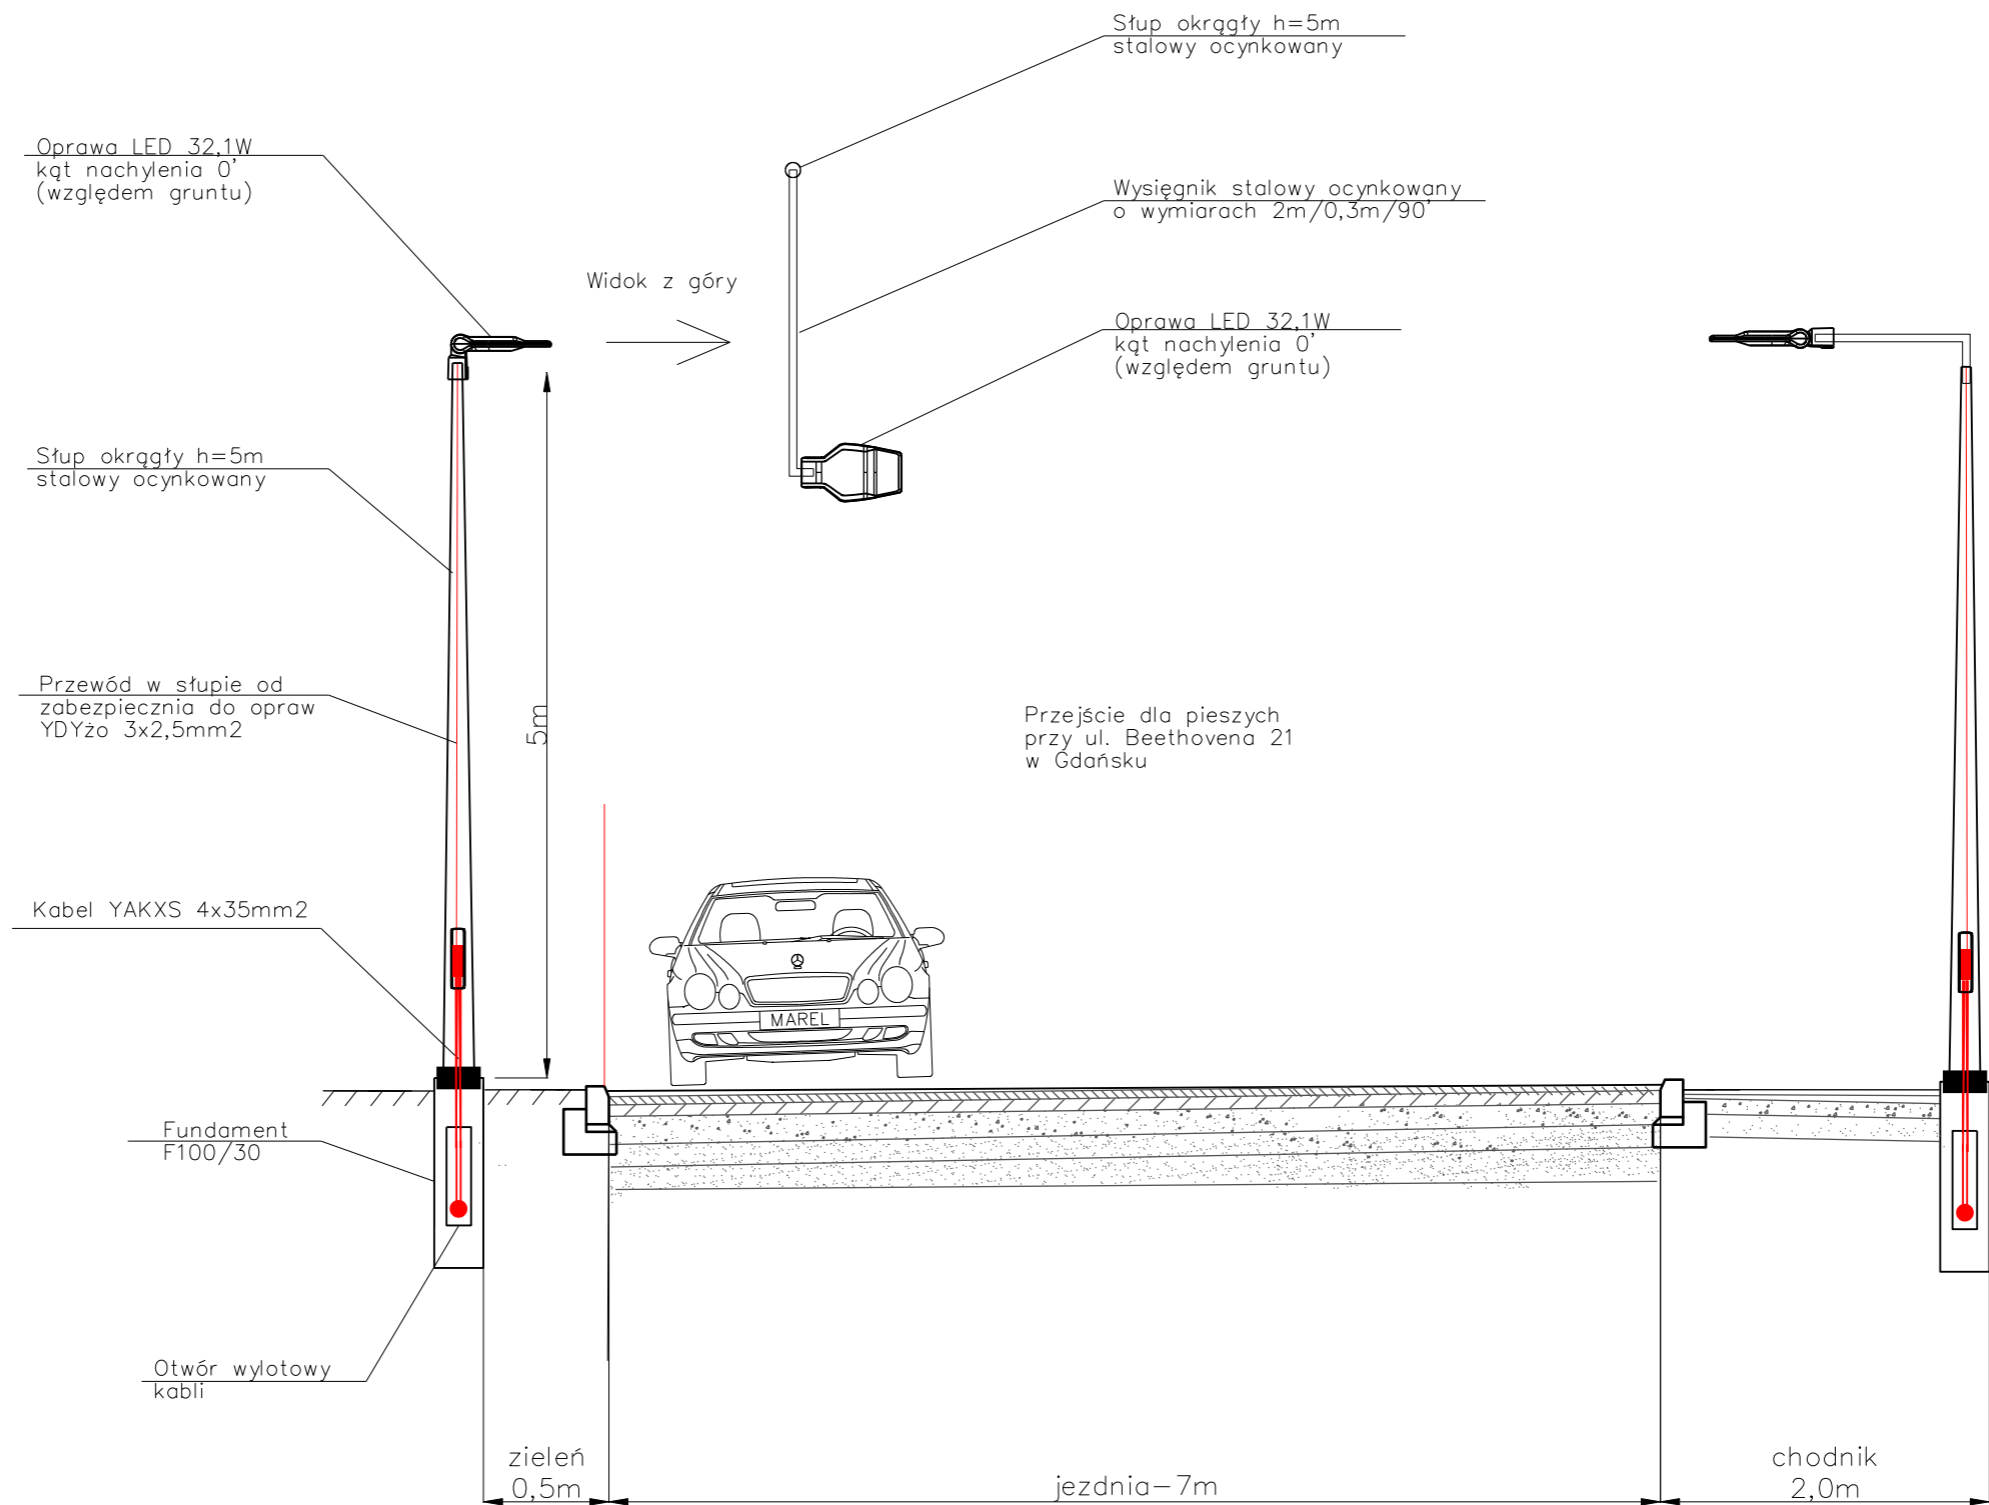 Słup okrągły h=5m
stalowy ocynkowany
Oprawa LED 32,1W
kąt nachylenia 0'
(względem gruntu)
Wysięgnik stalowy ocynkowany
o wymiarach 2m/0,3m/90'
Widok z góry
Oprawa LED 32,1W
kąt nachylenia 0'
(względem gruntu)
Słup okrągły h=5m
stalowy ocynkowany
Przewód w słupie od
zabezpiecznia do opraw
YDYżo 3x2,5mm2
5m
Przejście dla pieszych
przy ul. Beethovena 21
w Gdańsku
Kabel YAKXS 4x35mm2
MAREL
Fundament
F100/30
Otwór wylotowy
kabli
zieleń
0,5m
jezdnia-7m
chodnik
2,0m